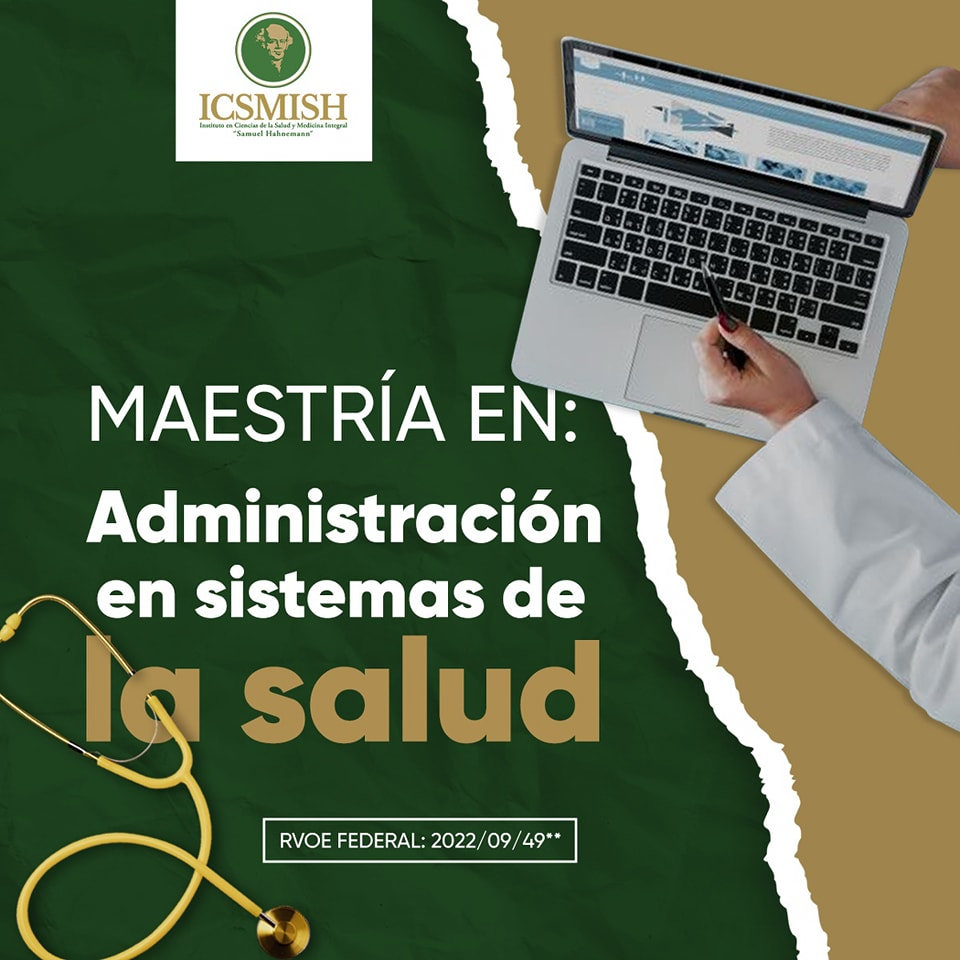 ICSMISH
Instituto en Ciencias de la Salud y Medicina Integral
"Samuel Hahnemann"
MAESTRÍA EN:
Administración
en sistemas de
la salud
RVOE FEDERAL: 2022/09/49**